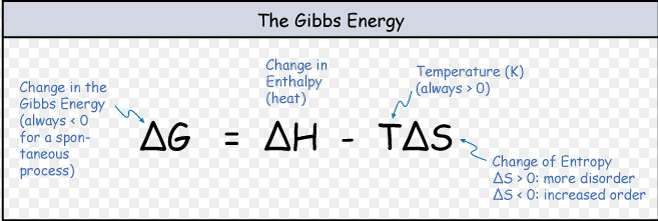 The Gibbs Energy
Change in the
Gibbs Energy
(always < 0
for a spon-
taneous
process)
Change in
Enthalpy
(heat)
Temperature (K)
(always > 0)
ΔG = ΔH - TΔS
Change of Entropy
ΔS > 0: more disorder
ΔS < 0: increased order